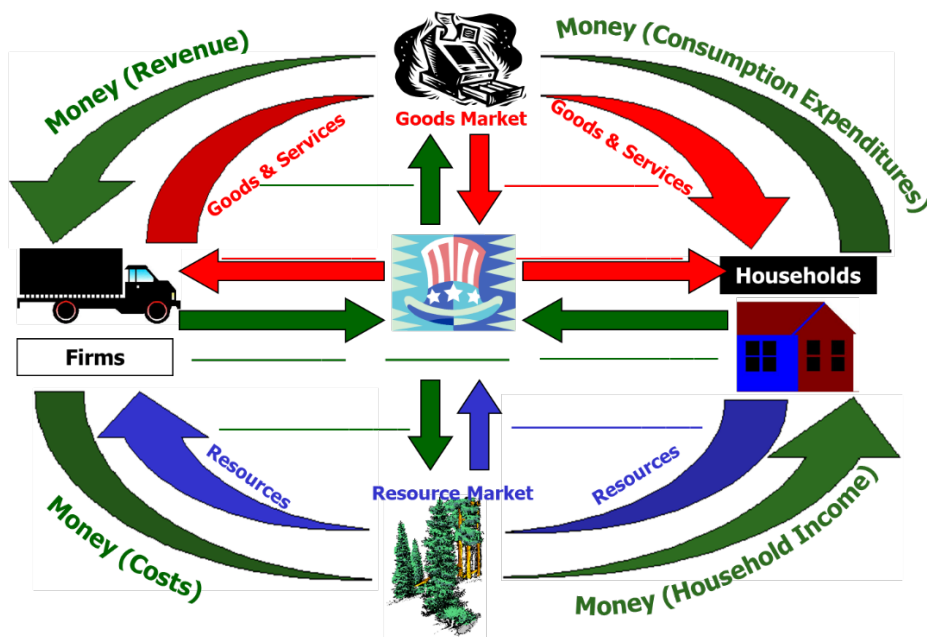 Money (Revenue)
Money (Consumption Expenditures)
Goods Market
Goods & Services
Goods & Services
Households
Firms
Resources
Resource Market
Resources
Money (Costs)
Money (Household Income)